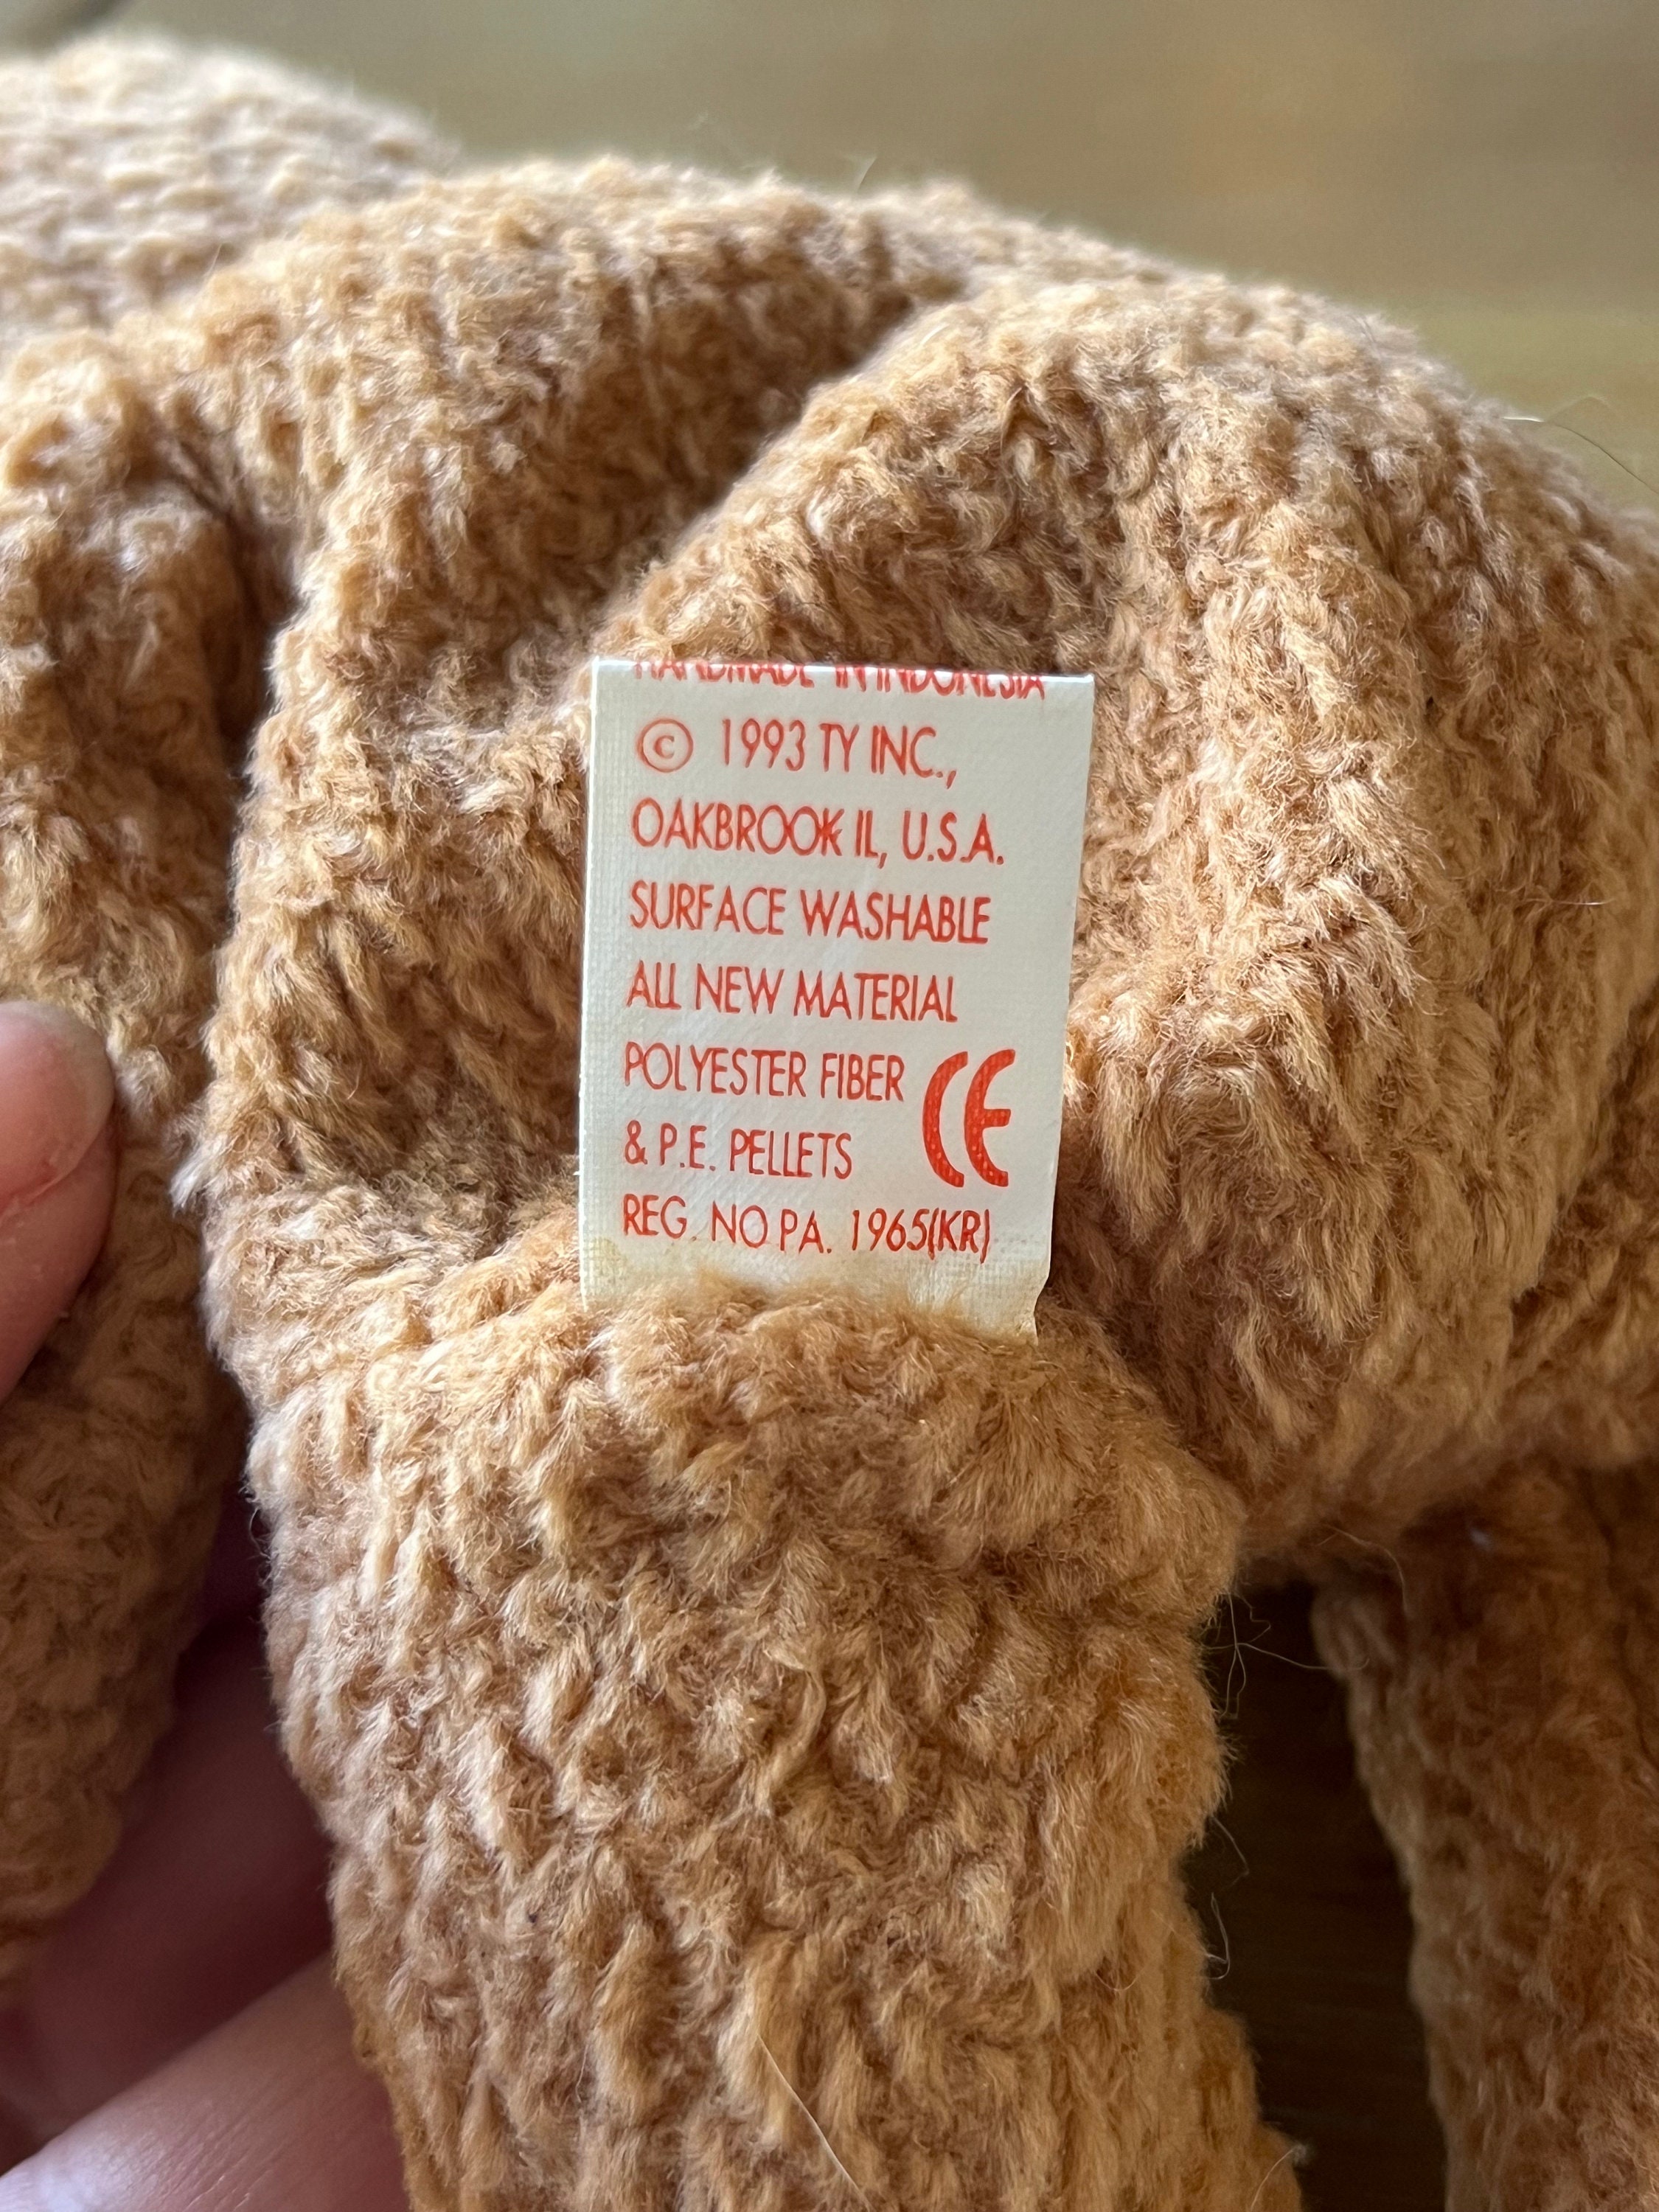 HANDMADE IN INDONESIA
© 1993 TY INC.,
OAKBROOK IL, U.S.A.
SURFACE WASHABLE
ALL NEW MATERIAL
POLYESTER FIBER
& P.E. PELLETS CE
REG. NO PA. 1965(KR)